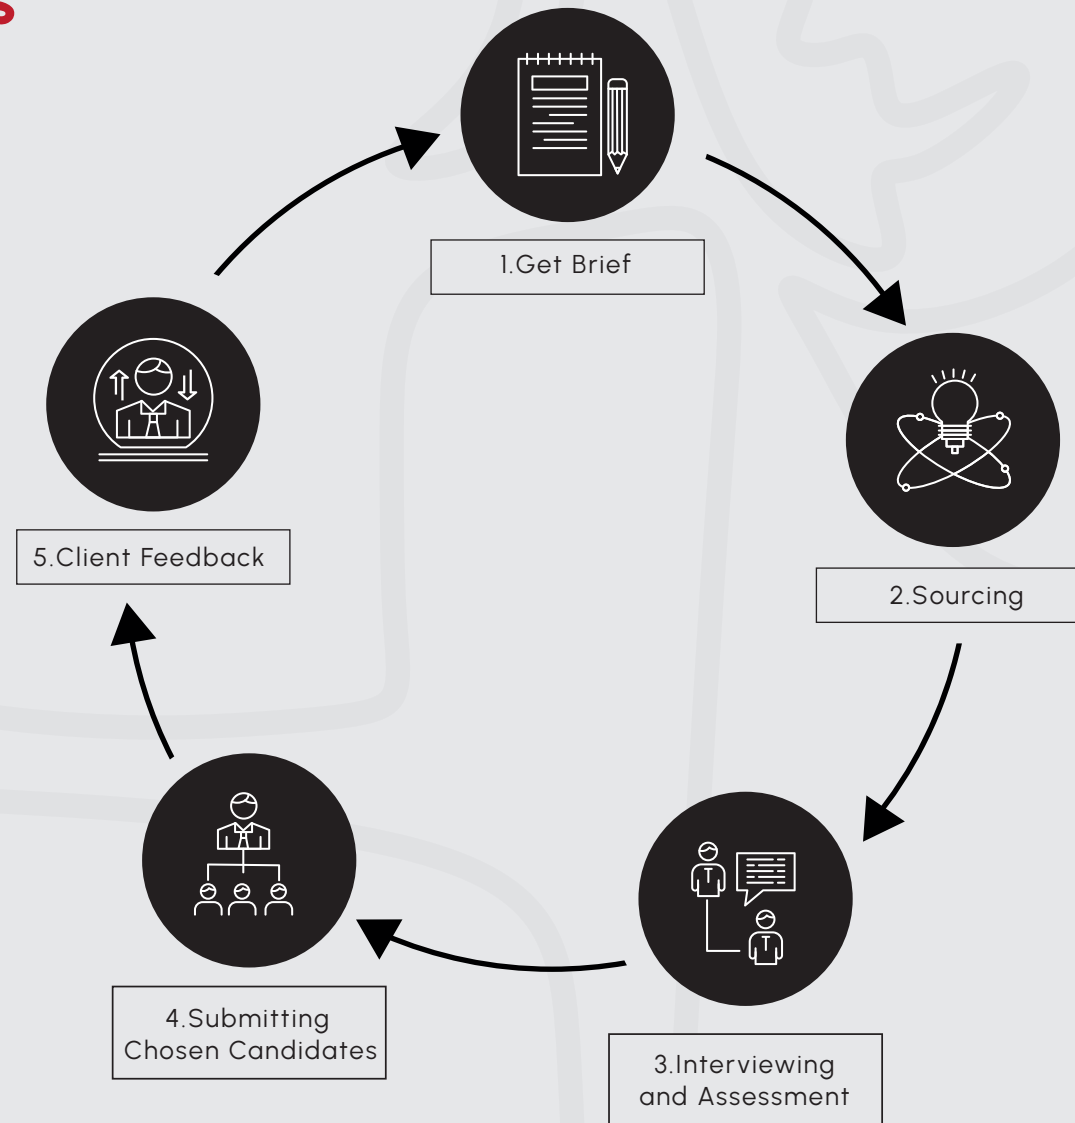 s
1.Get Brief
2.Sourcing
3.Interviewing
and Assessment
4.Submitting
Chosen Candidates
5.Client Feedback